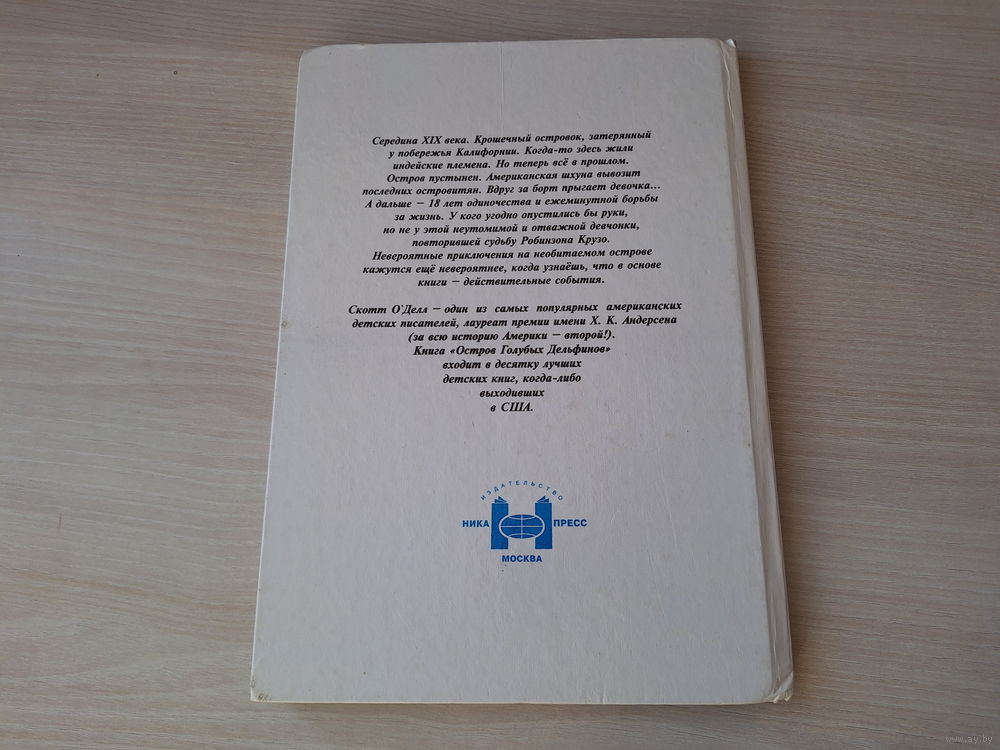 Середина XIX века. Крошечный островок, затерянный
у побережья Калифорнии. Когда-то здесь жили
индейские племена. Но теперь всё в прошлом.
Остров пустынен. Американская шхуна вывозит
последних островитян. Вдруг за борт прыгает девочка...
А дальше – 18 лет одиночества и ежеминутной борьбы
за жизнь. У кого угодно опустились бы руки,
но не у этой неутомимой и отважной девчонки,
повторившей судьбу Робинзона Крузо.
Невероятные приключения на необитаемом острове
кажутся ещё невероятнее, когда узнаёшь, что в основе
книги – действительные события.
Скотт О`Делл – один из самых популярных американских
детских писателей, лауреат премии имени Х. К. Андерсена
(за всю историю Америки – второй!).
Книга «Остров Голубых Дельфинов»
входит в десятку лучших
детских книг, когда-либо
выходивших
в США.
ИЗДАТЕЛЬСТВО
НИКА ПРЕСС
МОСКВА
www.ay.by